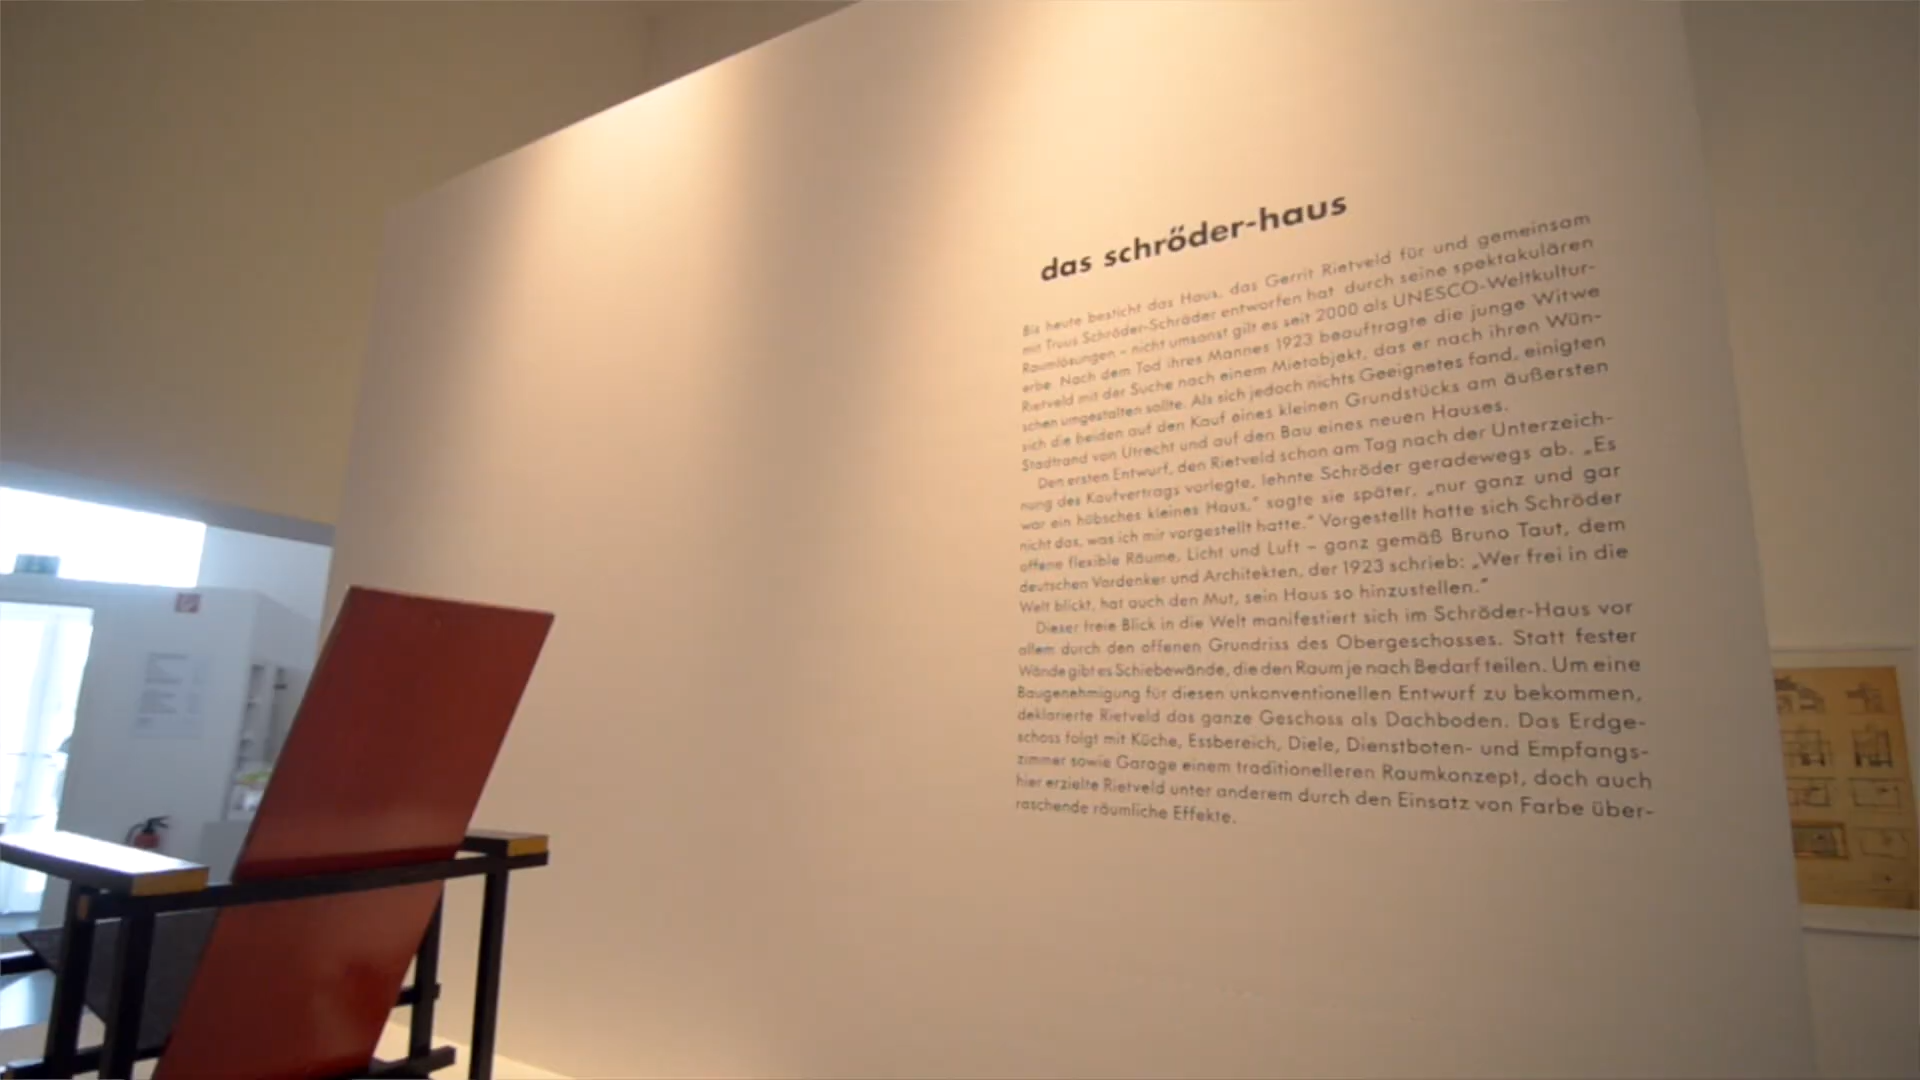 das schröder-haus
Bis heute besticht das Haus, das Gerrit Rietveld für und gemeinsam
mit Truus Schröder-Schräder entworfen hat durch seine spektakulären
Raumlösungen – nicht umsonst gilt es seit 2000 als UNESCO-Weltkultur-
erbe. Nach dem Tod ihres Mannes 1923 beauftragte die junge Witwe
Rietveld mit der Suche nach einem Mietobjekt, das er nach ihren Wün-
schen umgestalten sollte. Als sich jedoch nichts Geeignetes fand, einigten
sich die beiden auf den Kauf eines kleinen Grundstücks am äußersten
Stadtrand von Utrecht und auf den Bau eines neuen Hauses.
Den ersten Entwurf, den Rietveld schon am Tag nach der Unterzeich-
nung des Kaufvertrags vorlegte, lehnte Schröder geradewegs ab. „Es
war ein hübsches kleines Haus,“ sagte sie später, „nur ganz und gar
nicht das, was ich mir vorgestellt hatte.“ Vorgestellt hatte sich Schröder
offene flexible Räume, Licht und Luft – ganz gemäß Bruno Taut, dem
deutschen Vordenker und Architekten, der 1923 schrieb: „Wer frei in die
Welt blickt, hat auch den Mut, sein Haus so hinzustellen.“
Dieser freie Blick in die Welt manifestiert sich im Schröder-Haus vor
allem durch den offenen Grundriss des Obergeschosses. Statt fester
Wände gibt es Schiebewände, die den Raum je nach Bedarf teilen. Um eine
Baugenehmigung für diesen unkonventionellen Entwurf zu bekommen,
deklarierte Rietveld das ganze Geschoss als Dachboden. Das Erdge-
schoss folgt mit Küche, Essbereich, Diele, Dienstboten- und Empfangs-
zimmer sowie Garage einem traditionelleren Raumkonzept, doch auch
hier erzielte Rietveld unter anderem durch den Einsatz von Farbe über-
raschende räumliche Effekte.